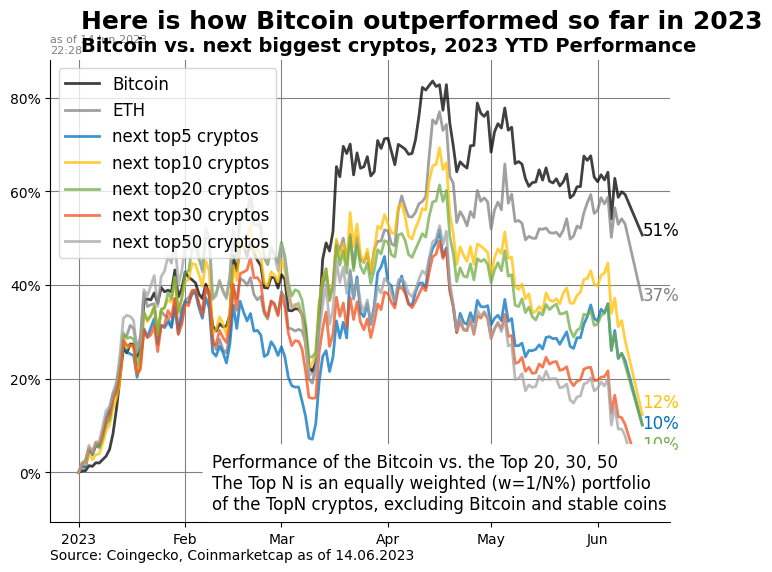 Here is how Bitcoin outperformed so far in 2023
as of 14 Jun 2023
22:28
Bitcoin vs. next biggest cryptos, 2023 YTD Performance
Bitcoin
ETH
next top5 cryptos
next top10 cryptos
next top20 cryptos
next top30 cryptos
next top50 cryptos
80%
60%
40%
20%
0%
51%
37%
12%
10%
10%
Performance of the Bitcoin vs. the Top 20, 30, 50
The Top N is an equally weighted (w=1/N%) portfolio
of the TopN cryptos, excluding Bitcoin and stable coins
2023 Feb Mar Apr May Jun
Source: Coingecko, Coinmarketcap as of 14.06.2023